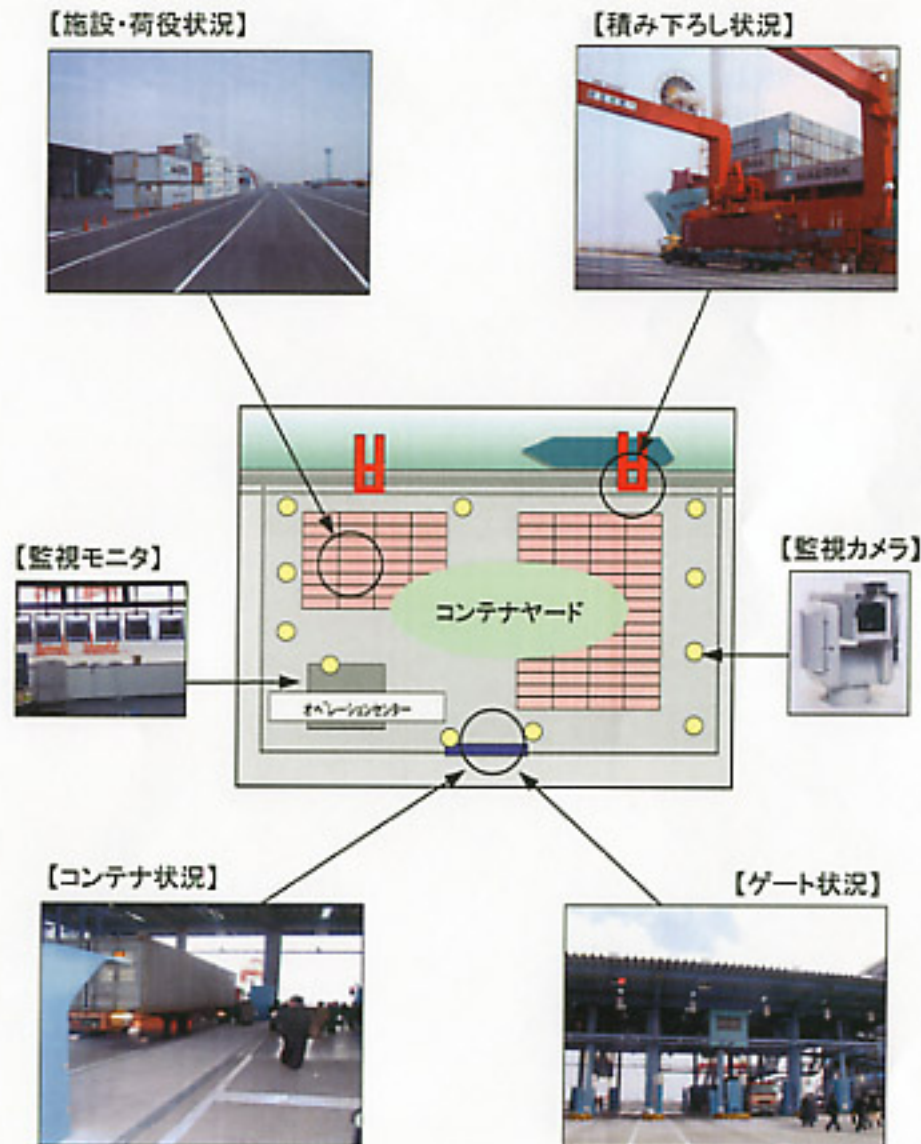 【施設・荷役状況】
【積み下ろし状況】
【監視モニタ】
【監視カメラ】
コンテナヤード
オペレーションセンター
【コンテナ状況】
【ゲート状況】